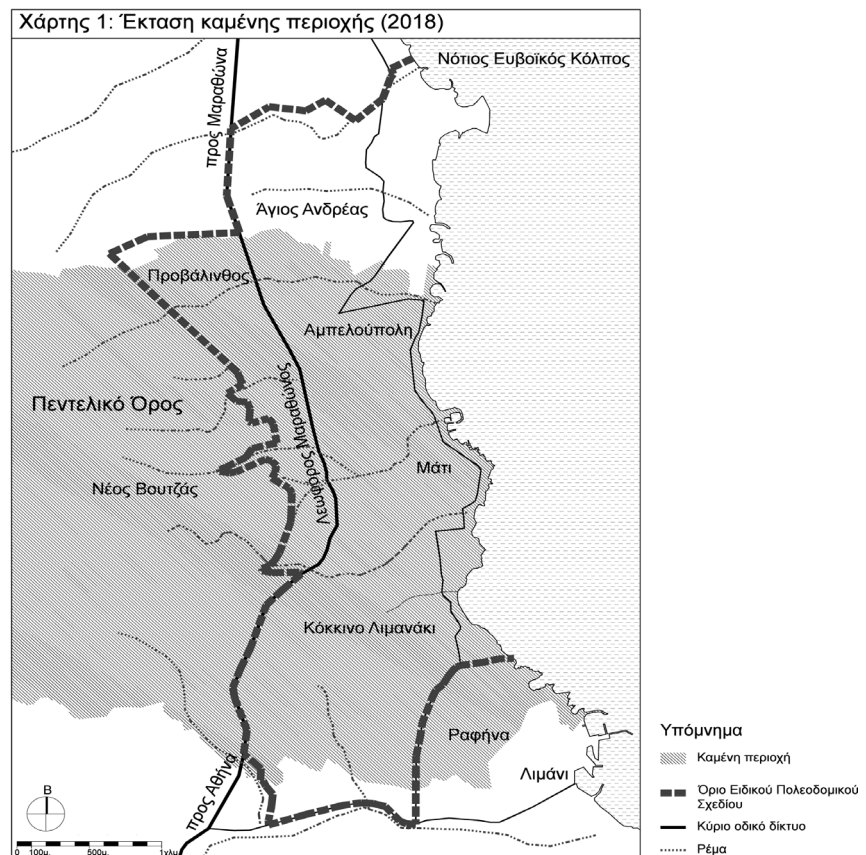 Χάρτης 1: Έκταση καμένης περιοχής (2018)
Νότιος Ευβοϊκός Κόλπος
προς Μαραθώνα
Άγιος Ανδρέας
Προβάλινθος
Αμπελούπολη
Λεωφόρος Μαραθώνος
Πεντελικό Όρος
Μάτι
Νέος Βουτζάς
Κόκκινο Λιμανάκι
Ραφήνα
Λιμάνι
προς Αθήνα
Β
0 100μ. 500μ. 1χλμ.
Υπόμνημα
Καμένη περιοχή
Όριο Ειδικού Πολεοδομικού
Σχεδίου
Κύριο οδικό δίκτυο
Ρέμα